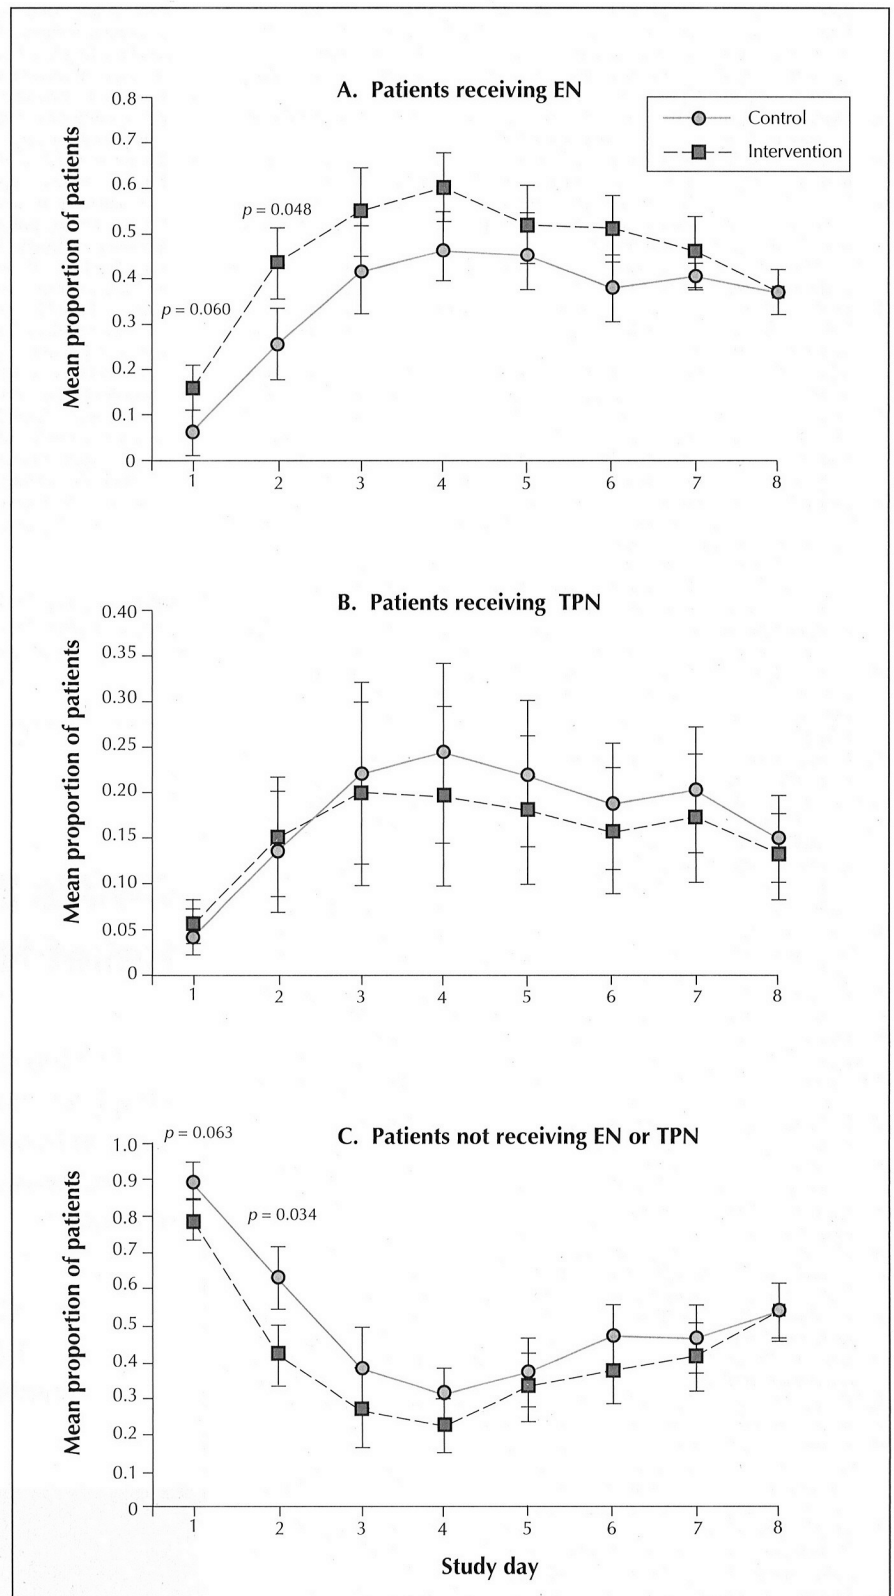 A. Patients receiving EN
Control
Intervention
Mean proportion of patients
0.8
0.7
0.6
0.5
0.4
0.3
0.2
0.1
0
p = 0.060
p = 0.048
1 2 3 4 5 6 7 8
B. Patients receiving TPN
Mean proportion of patients
0.40
0.35
0.30
0.25
0.20
0.15
0.10
0.05
0
1 2 3 4 5 6 7 8
C. Patients not receiving EN or TPN
Mean proportion of patients
1.0
0.9
0.8
0.7
0.6
0.5
0.4
0.3
0.2
0.1
0
p = 0.063
p = 0.034
1 2 3 4 5 6 7 8
Study day